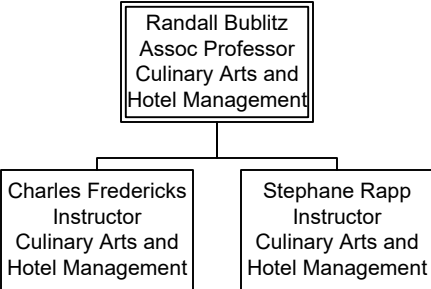 Randall Bublitz
Assoc Professor
Culinary Arts and
Hotel Management
Charles Fredericks
Instructor
Culinary Arts and
Hotel Management
Stephane Rapp
Instructor
Culinary Arts and
Hotel Management